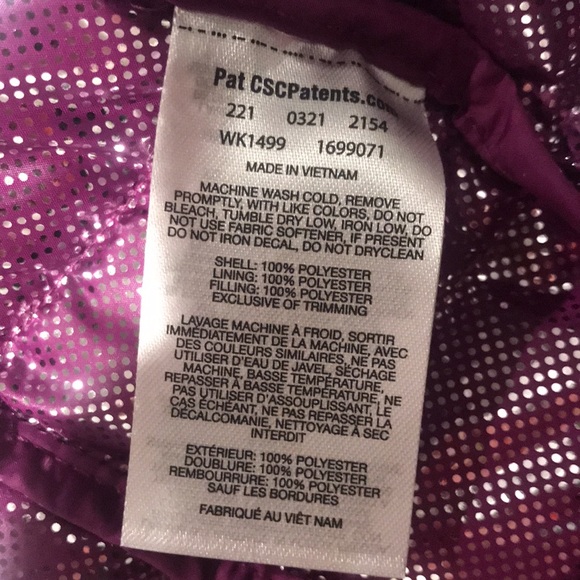 Pat CSCPatents.com
221 0321 2154
WK1499 1699071
MADE IN VIETNAM
MACHINE WASH COLD, REMOVE
PROMPTLY, WITH LIKE COLORS, DO NOT
BLEACH, TUMBLE DRY LOW, IRON LOW, DO
NOT USE FABRIC SOFTENER, IF PRESENT
DO NOT IRON DECAL, DO NOT DRYCLEAN
SHELL: 100% POLYESTER
LINING: 100% POLYESTER
FILLING: 100% POLYESTER
EXCLUSIVE OF TRIMMING
LAVAGE MACHINE À FROID, SORTIR
IMMÉDIATEMENT DE LA MACHINE, AVEC
DES COULEURS SIMILAIRES, NE PAS
UTILISER D'EAU DE JAVEL, SÉCHAGE
MACHINE, BASSE TEMPÉRATURE,
REPASSER À BASSE TEMPÉRATURE, NE
PAS UTILISER D'ASSOUPLISSANT, LE
CAS ÉCHÉANT, NE PAS REPASSER LA
DÉCALCOMANIE, NETTOYAGE À SEC
INTERDIT
EXTÉRIEUR: 100% POLYESTER
DOUBLURE: 100% POLYESTER
REMBOURRURE: 100% POLYESTER
SAUF LES BORDURES
FABRIQUÉ AU VIÊT NAM